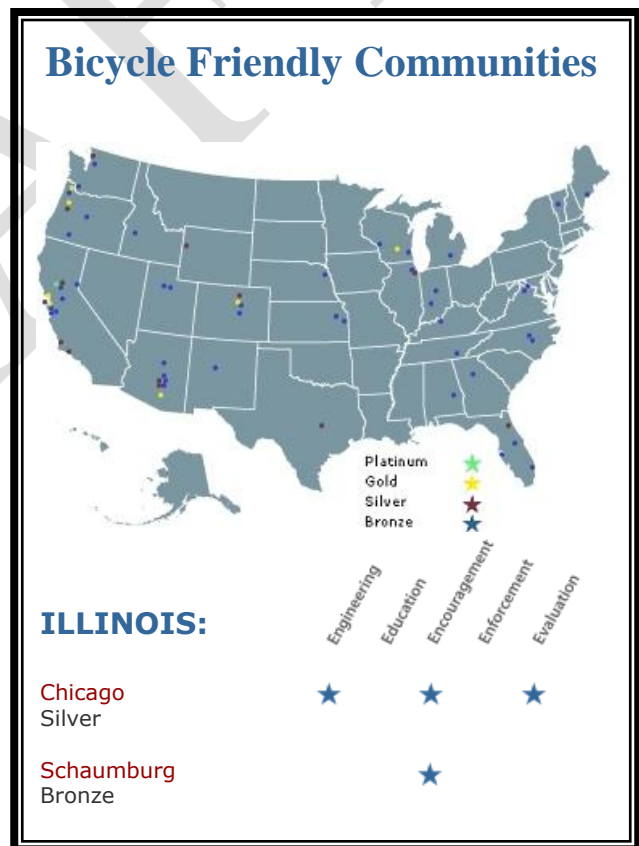 Bicycle Friendly Communities
Platinum
Gold
Silver
Bronze
Engineering
Education
Encouragement
Enforcement
Evaluation
ILLINOIS:
Chicago
Silver
Schaumburg
Bronze